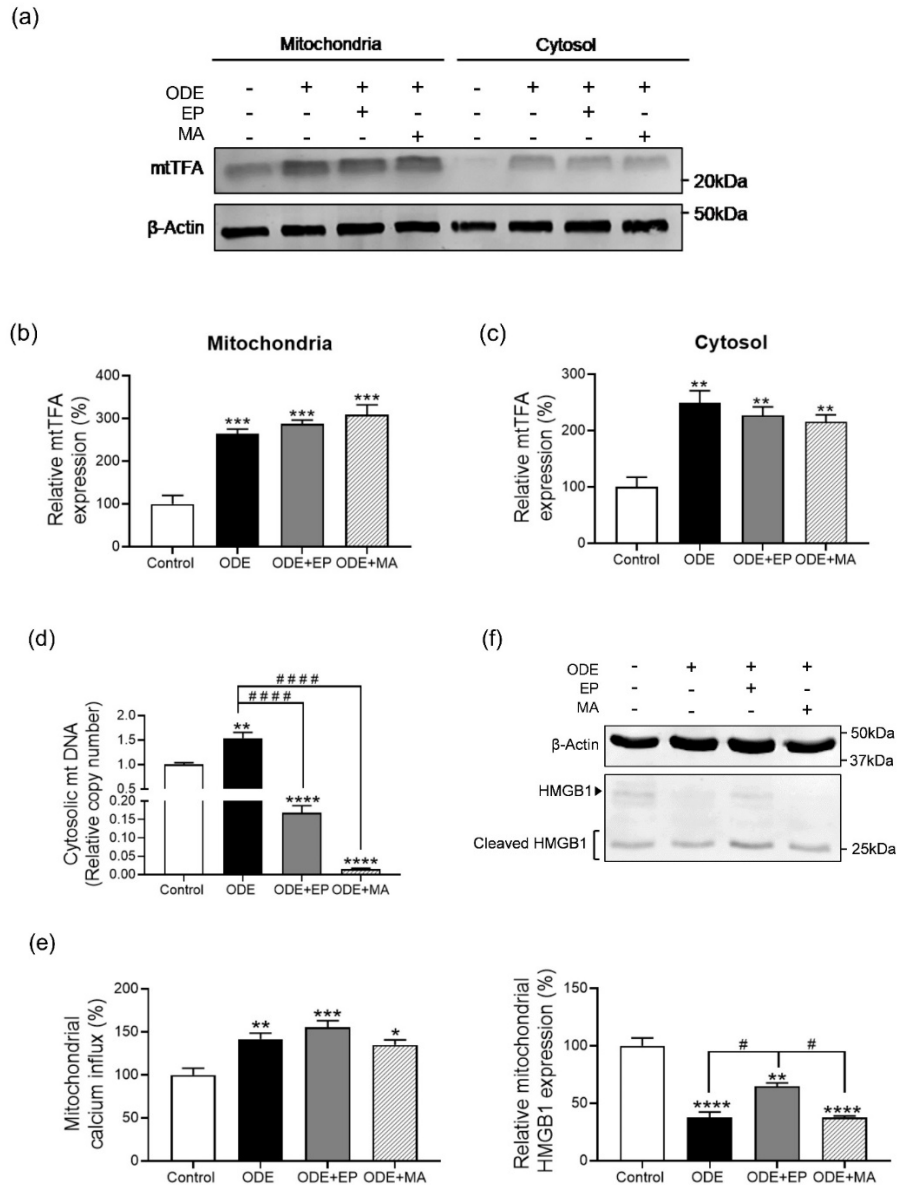 (a)
Mitochondria Cytosol
ODE - + + + - + + +
EP - - + - - - + -
MA - - - + - - - +
mtTFA
20kDa
50kDa
β-Actin
(b)
Mitochondria
Relative mtTFA
expression (%)
400
300
200
100
0
*** *** ***
Control ODE ODE+EP ODE+MA
(c)
Cytosol
Relative mtTFA
expression (%)
300
200
100
0
** ** **
Control ODE ODE+EP ODE+MA
(d)
Cytosolic mt DNA
(Relative copy number)
2.0
1.5
1.0
0.5
0.20
0.15
0.10
0.05
0.00
####
####
**
****
****
Control ODE ODE+EP ODE+MA
(f)
ODE - + + +
EP - - + -
MA - - - +
β-Actin
50kDa
37kDa
HMGB1
Cleaved HMGB1
25kDa
(e)
Mitochondrial
calcium influx (%)
200
150
100
50
0
** *** *
Control ODE ODE+EP ODE+MA
Relative mitochondrial
HMGB1 expression (%)
150
100
50
0
# #
**** ** ****
Control ODE ODE+EP ODE+MA